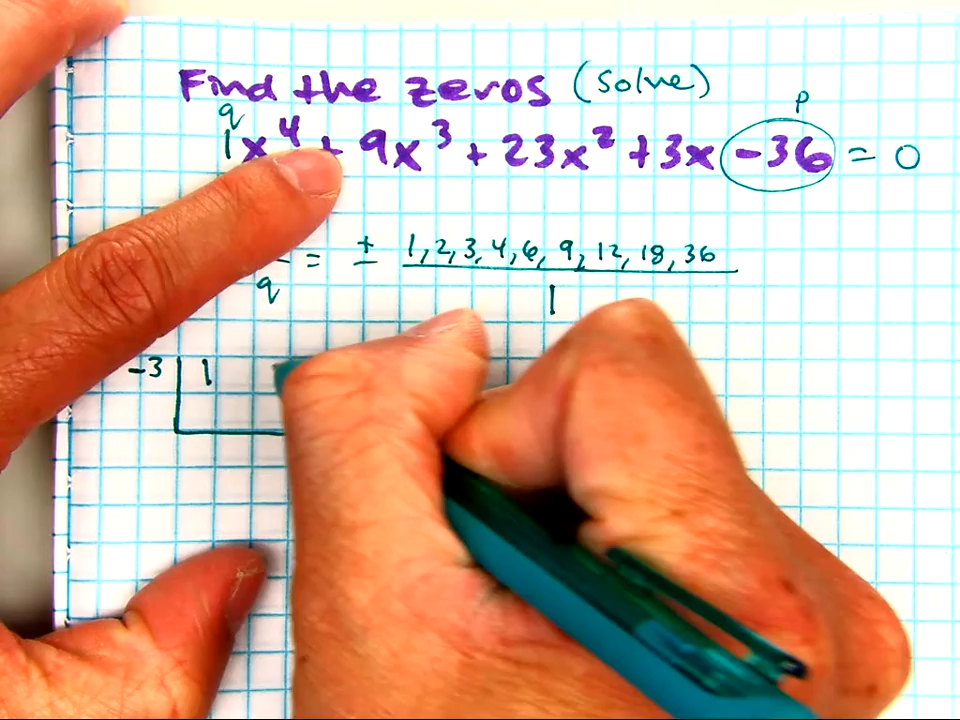 Find the zeros (solve)
q p
1x⁴ + 9x³ + 23x² + 3x - 36 = 0
± 1, 2, 3, 4, 6, 9, 12, 18, 36
q = 1
-3 | 1